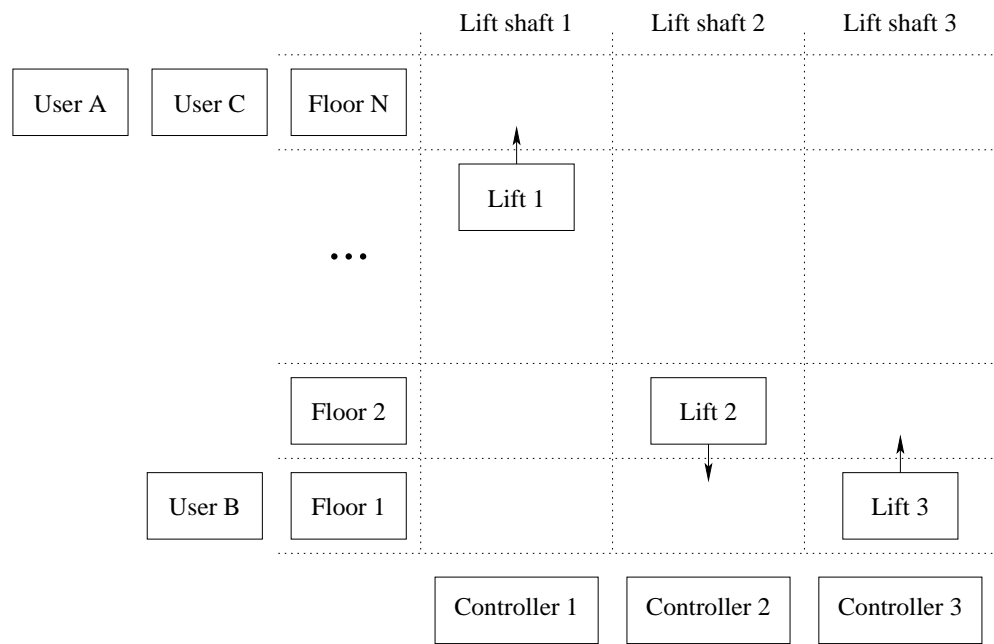 Lift shaft 1 Lift shaft 2 Lift shaft 3
User A User C Floor N
Lift 1
...
Floor 2 Lift 2
User B Floor 1 Lift 3
Controller 1 Controller 2 Controller 3